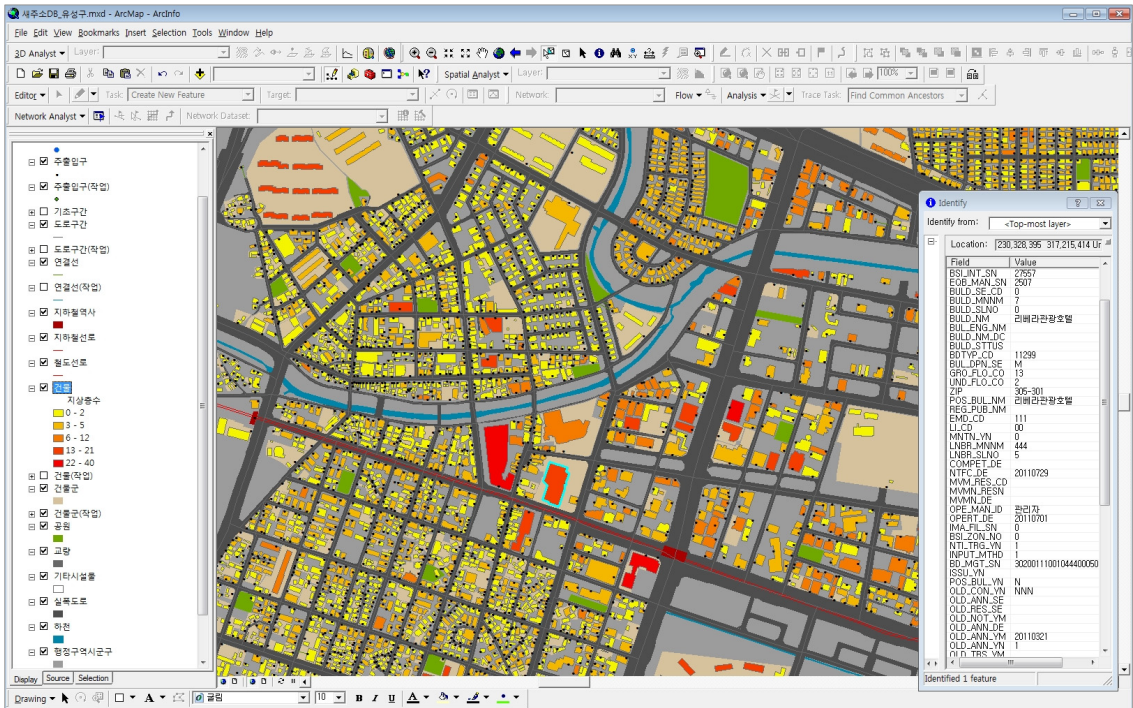 새주소DB_유성구.mxd - ArcMap - ArcInfo
File Edit View Bookmarks Insert Selection Tools Window Help
3D Analyst Layer:
Spatial Analyst Layer: 100%
Editor Task: Create New Feature Target: Network: Flow Analysis Trace Task: Find Common Ancestors
Network Analyst Network Dataset:
주출입구
주출입구(작업)
기초구간
도로구간
도로구간(작업)
연결선
연결선(작업)
지하철역사
지하철선로
철도선로
건물
지상층수
0 - 2
3 - 5
6 - 12
13 - 21
22 - 40
건물(작업)
건물군
건물군(작업)
공원
교량
기타시설물
실폭도로
하천
행정구역시군구
Display Source Selection
Drawing 굴림 10 B I U A
Identify
Identify from: <Top-most layer>
Location: 230,328,395 317,215,414 Ur
Field Value
BSI_INT_SN 27557
EQB_MAN_SN 2507
BULD_SE_CD 0
BULD_MNNM 7
BULD_SLNO 0
BULD_NM 리베라관광호텔
BUL_ENG_NM
BULD_NM_DC
BULD_STTUS
BDTYP_CD 11299
BUL_DPN_SE M
GRO_FLO_CO 13
UND_FLO_CO 2
ZIP 305-301
POS_BUL_NM 리베라관광호텔
REG_PUB_NM
EMD_CD 111
LI_CD 00
MNTN_YN 0
LNBR_MNNM 444
LNBR_SLNO 5
COMPET_DE
NTFC_DE 20110729
MVM_RES_CD
MVMN_RESN
MVMN_DE
OPE_MAN_ID 관리자
OPERT_DE 20110701
IMA_FIL_SN 0
BSI_ZON_NO 0
NTI_TRG_YN 1
INPUT_MTHD 1
BD_MGT_SN 30200111001044400050
ISSU_YN
POS_BUL_YN N
OLD_CON_YN NNN
OLD_ANN_SE
OLD_RES_SE
OLD_NOT_YM
OLD_ANN_DE
OLD_ANN_YM 20110321
OLD_ANN_YN 1
OLD_TBS_YM
Identified 1 feature